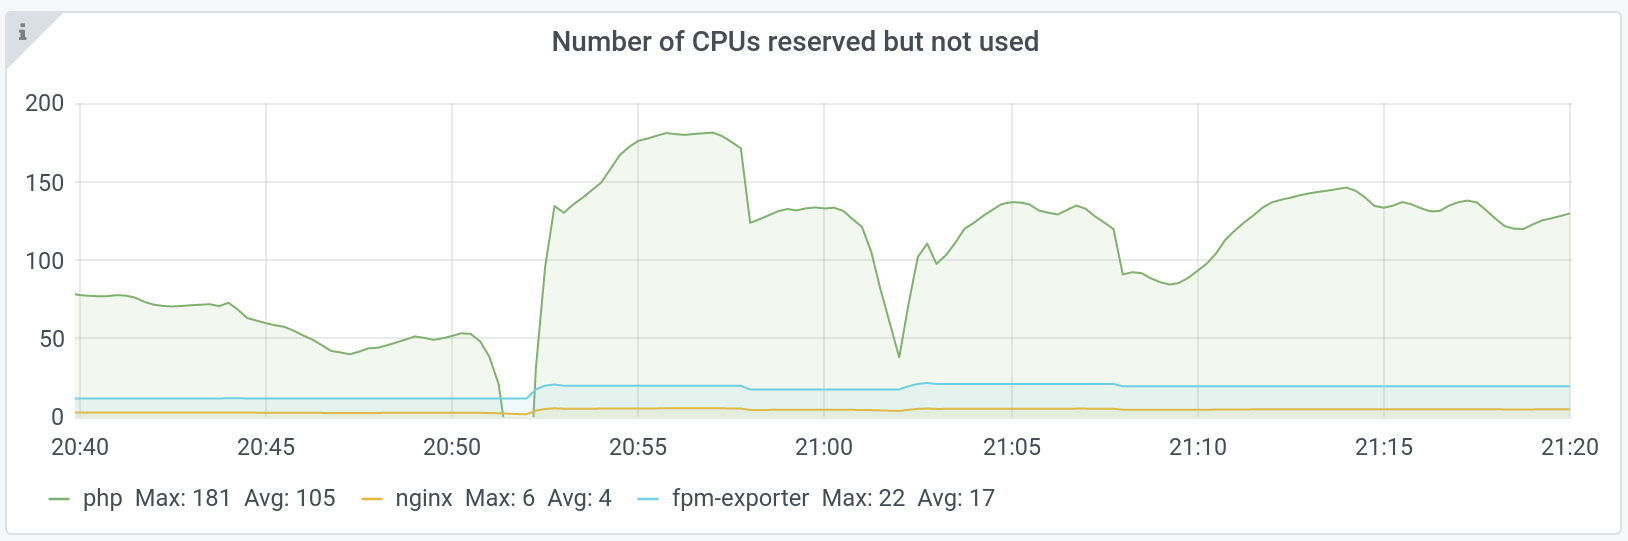 i
Number of CPUs reserved but not used
200
150
100
50
0
20:40 20:45 20:50 20:55 21:00 21:05 21:10 21:15 21:20
php Max: 181 Avg: 105 nginx Max: 6 Avg: 4 fpm-exporter Max: 22 Avg: 17